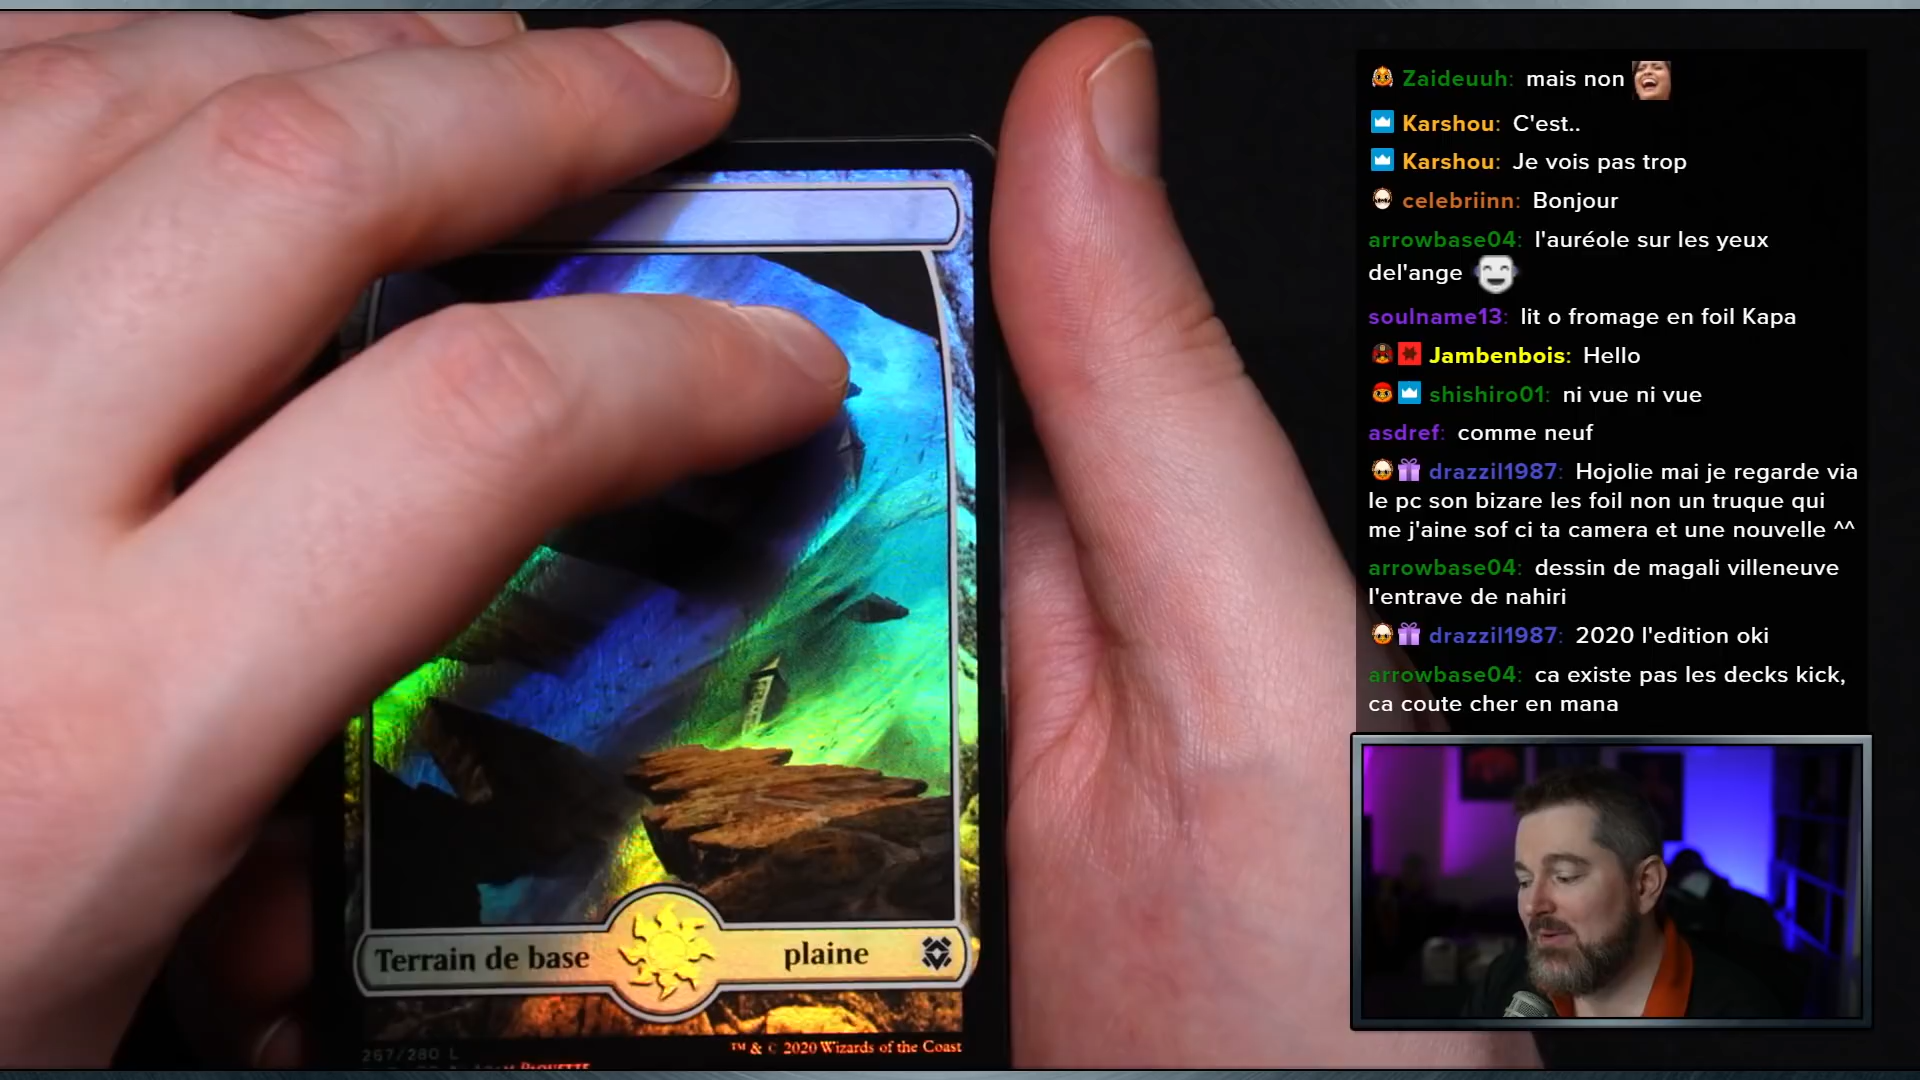 Terrain de base
plaine
267/280 L
™ & © 2020 Wizards of the Coast
PAQUETTE
Zaideuuh: mais non
Karshou: C'est..
Karshou: Je vois pas trop
celebriinn: Bonjour
arrowbase04: l'auréole sur les yeux
del'ange
soulname13: lit o fromage en foil Kapa
Jambenbois: Hello
shishiro01: ni vue ni vue
asdref: comme neuf
drazzil1987: Hojolie mai je regarde via
le pc son bizare les foil non un truque qui
me j'aine sof ci ta camera et une nouvelle ^^
arrowbase04: dessin de magali villeneuve
l'entrave de nahiri
drazzil1987: 2020 l'edition oki
arrowbase04: ca existe pas les decks kick,
ca coute cher en mana